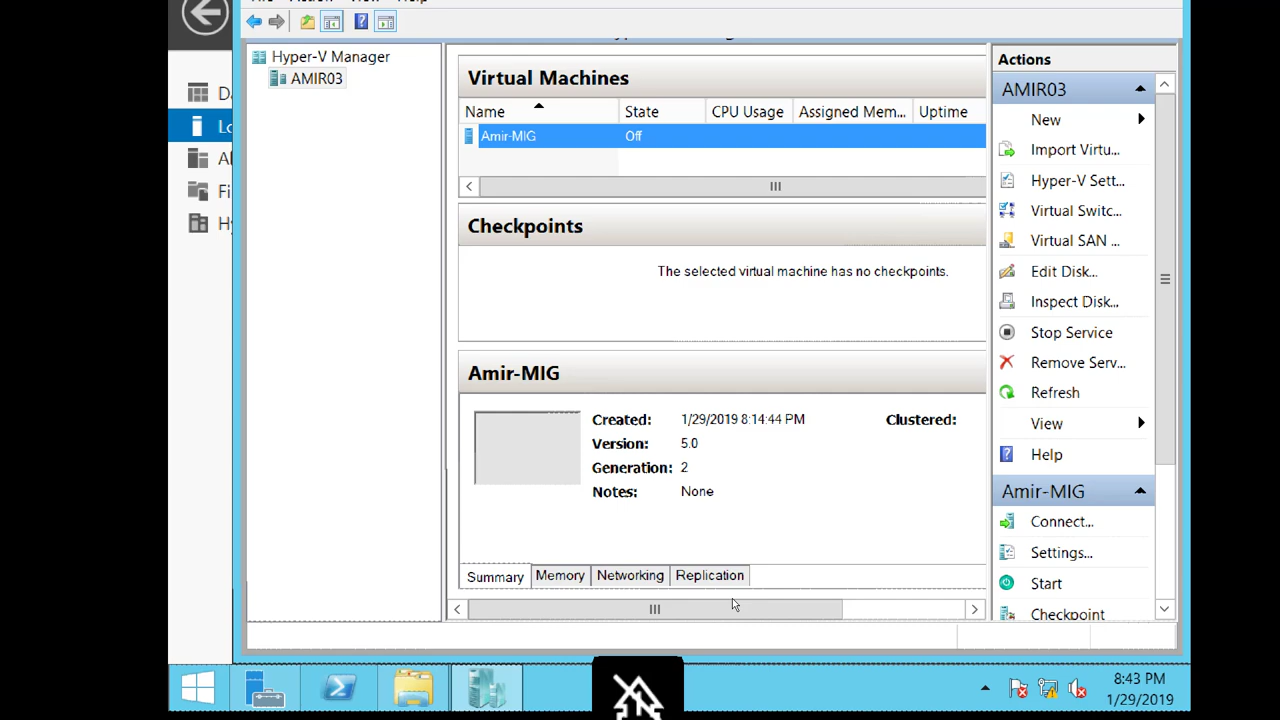 Hyper-V Manager
AMIR03
Virtual Machines
Name State CPU Usage Assigned Mem... Uptime
Amir-MIG Off
Checkpoints
The selected virtual machine has no checkpoints.
Amir-MIG
Created: 1/29/2019 8:14:44 PM Clustered:
Version: 5.0
Generation: 2
Notes: None
Summary Memory Networking Replication
Actions
AMIR03
New
Import Virtu...
Hyper-V Sett...
Virtual Switc...
Virtual SAN ...
Edit Disk...
Inspect Disk...
Stop Service
Remove Serv...
Refresh
View
Help
Amir-MIG
Connect...
Settings...
Start
Checkpoint
8:43 PM
1/29/2019